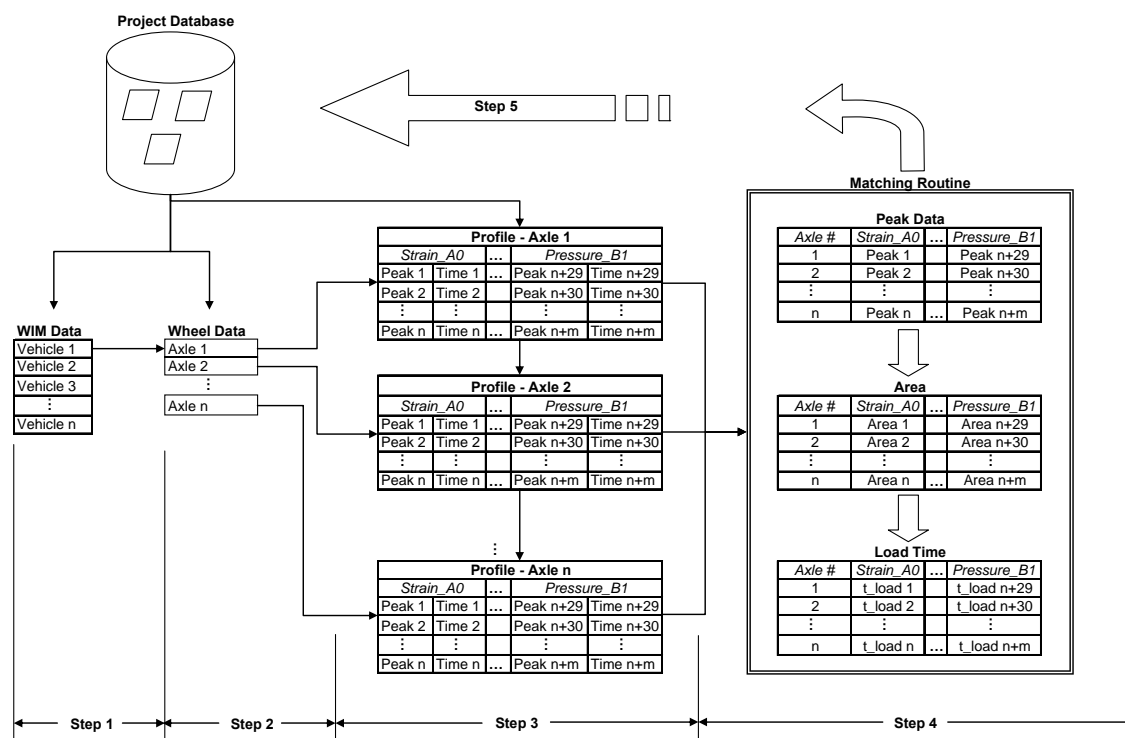 Project Database
Step 5
Matching Routine
WIM Data
Vehicle 1
Vehicle 2
Vehicle 3
⋮
Vehicle n
Wheel Data
Axle 1
Axle 2
⋮
Axle n
Profile - Axle 1
Strain_A0 ... Pressure_B1
Peak 1 Time 1 ... Peak n+29 Time n+29
Peak 2 Time 2 Peak n+30 Time n+30
⋮ ⋮ ⋮ ⋮
Peak n Time n ... Peak n+m Time n+m
Profile - Axle 2
Strain_A0 ... Pressure_B1
Peak 1 Time 1 ... Peak n+29 Time n+29
Peak 2 Time 2 Peak n+30 Time n+30
⋮ ⋮ ⋮ ⋮
Peak n Time n ... Peak n+m Time n+m
⋮
Profile - Axle n
Strain_A0 ... Pressure_B1
Peak 1 Time 1 ... Peak n+29 Time n+29
Peak 2 Time 2 Peak n+30 Time n+30
⋮ ⋮ ⋮ ⋮
Peak n Time n ... Peak n+m Time n+m
Peak Data
Axle # Strain_A0 ... Pressure_B1
1 Peak 1 Peak n+29
2 Peak 2 Peak n+30
⋮ ⋮ ⋮
n Peak n ... Peak n+m
Area
Axle # Strain_A0 ... Pressure_B1
1 Area 1 Area n+29
2 Area 2 Area n+30
⋮ ⋮ ⋮
n Area n ... Area n+m
Load Time
Axle # Strain_A0 ... Pressure_B1
1 t_load 1 t_load n+29
2 t_load 2 t_load n+30
⋮ ⋮ ⋮
n t_load n ... t_load n+m
Step 1
Step 2
Step 3
Step 4